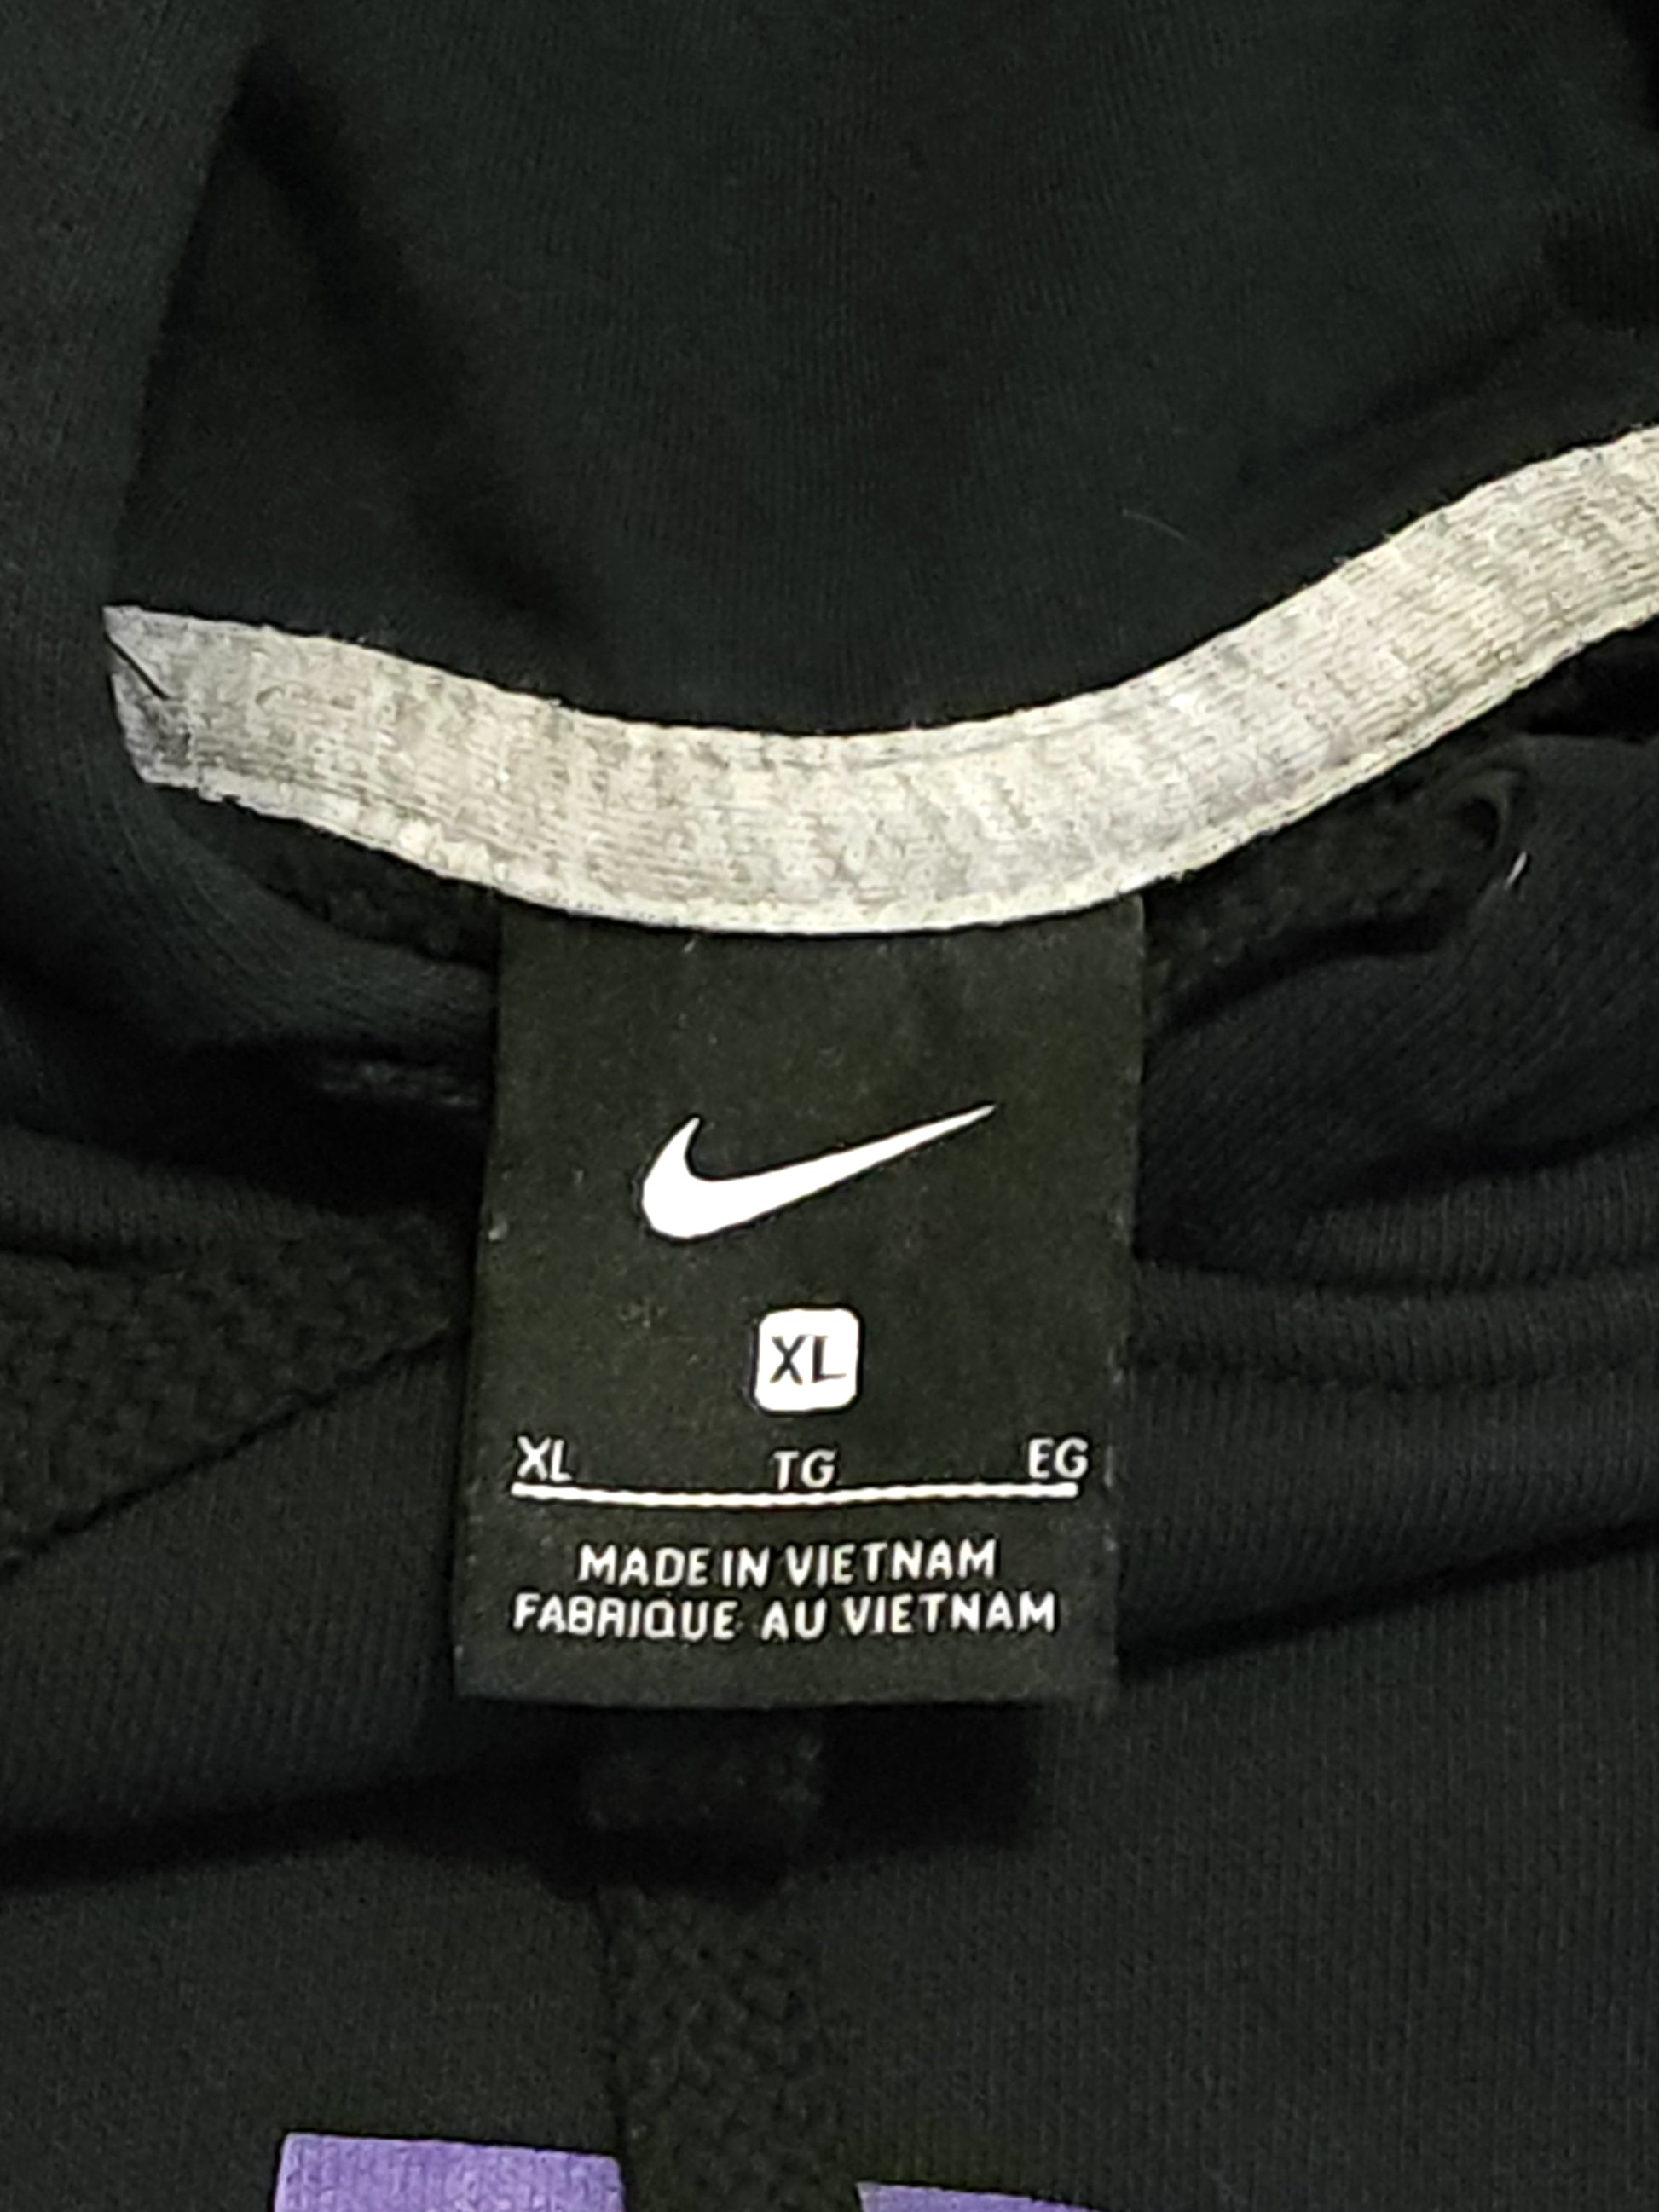 XL
XL TG EG
MADE IN VIETNAM
FABRIQUE AU VIETNAM